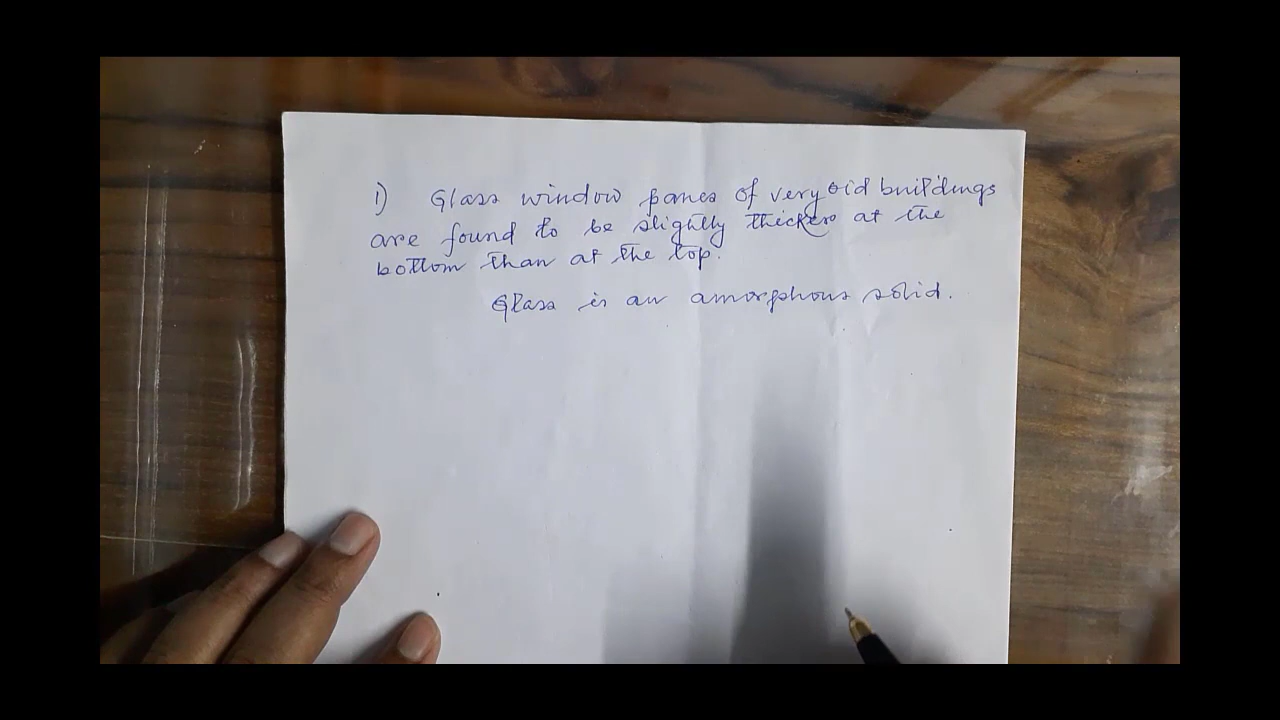 1) Glass window panes of very old buildings
are found to be slightly thicker at the
bottom than at the top.
Glass is an amorphous solid.